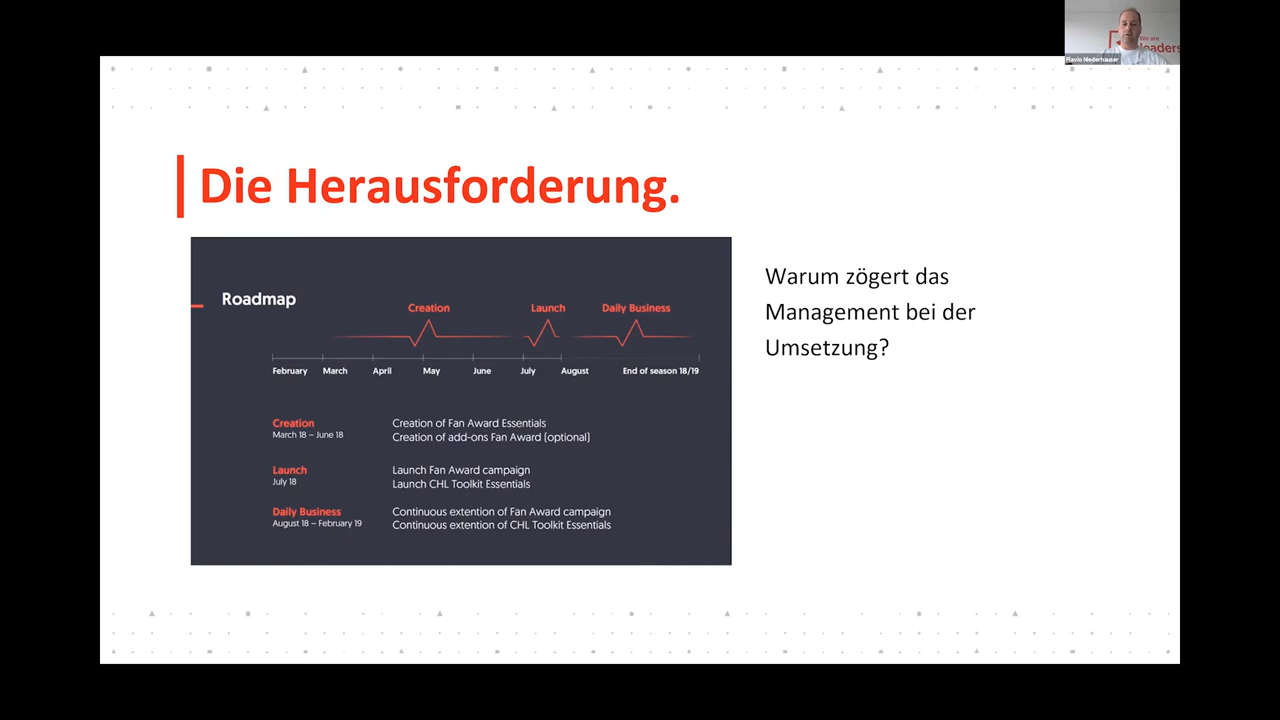 We are
leaders
Flavio Niederhauser
Die Herausforderung.
Roadmap
Creation Launch Daily Business
February March April May June July August End of season 18/19
Creation
March 18 – June 18
Creation of Fan Award Essentials
Creation of add-ons Fan Award (optional)
Launch
July 18
Launch Fan Award campaign
Launch CHL Toolkit Essentials
Daily Business
August 18 – February 19
Continuous extention of Fan Award campaign
Continuous extention of CHL Toolkit Essentials
Warum zögert das
Management bei der
Umsetzung?